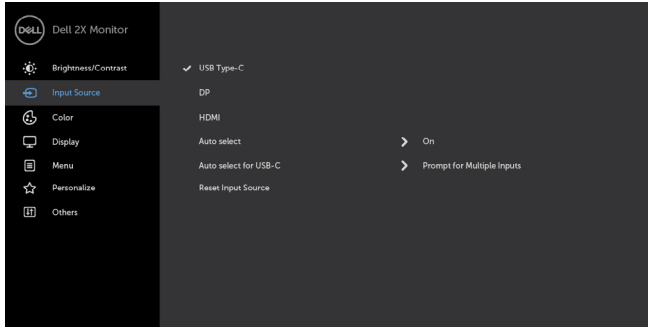 DELL Dell 2X Monitor
Brightness/Contrast USB Type-C
Input Source DP
Color HDMI
Display Auto select On
Menu Auto select for USB-C Prompt for Multiple Inputs
Personalize Reset Input Source
Others